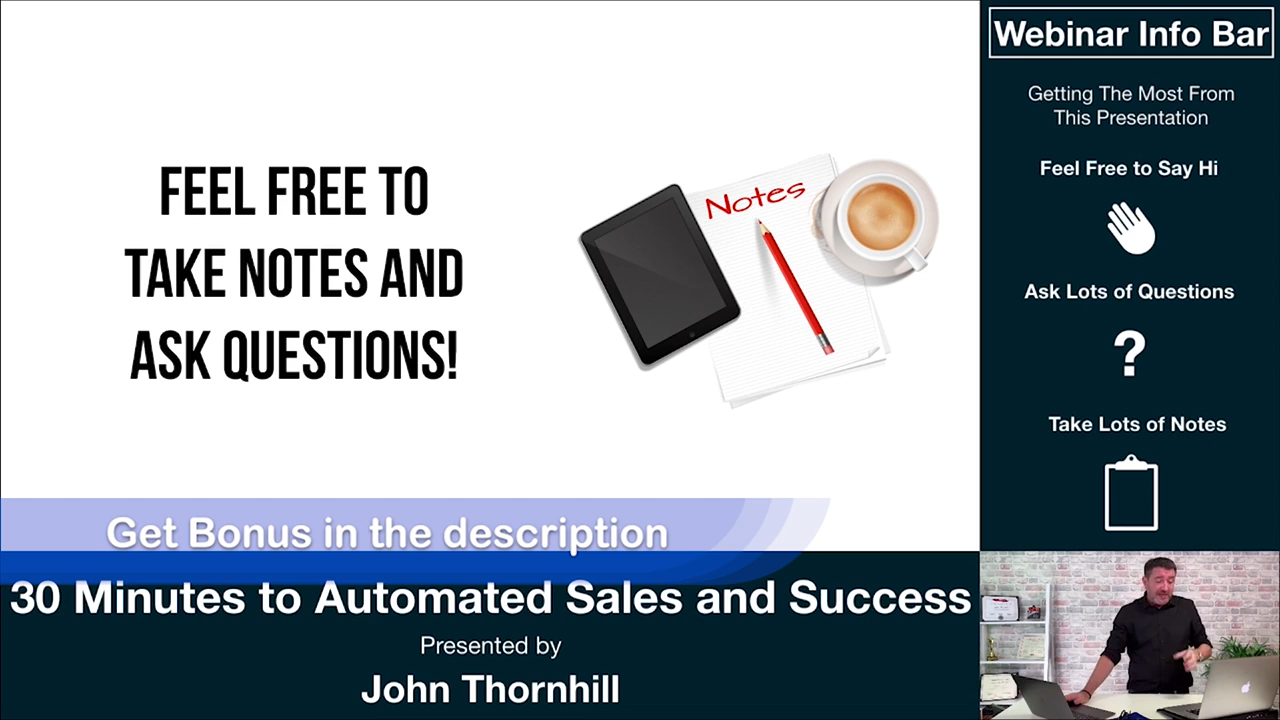 FEEL FREE TO
TAKE NOTES AND
ASK QUESTIONS!
Notes
Get Bonus in the description
30 Minutes to Automated Sales and Success
Presented by
John Thornhill
Webinar Info Bar
Getting The Most From
This Presentation
Feel Free to Say Hi
Ask Lots of Questions
?
Take Lots of Notes